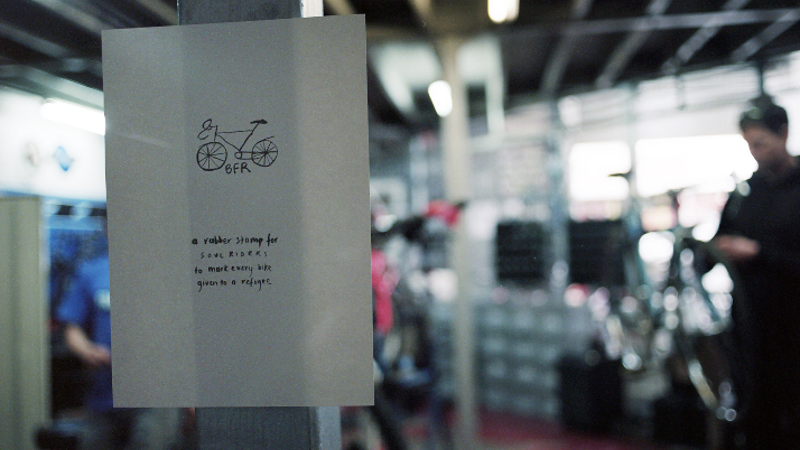 BFR
a rubber stamp for
SOUL RIDERS
to mark every bike
given to a refugee